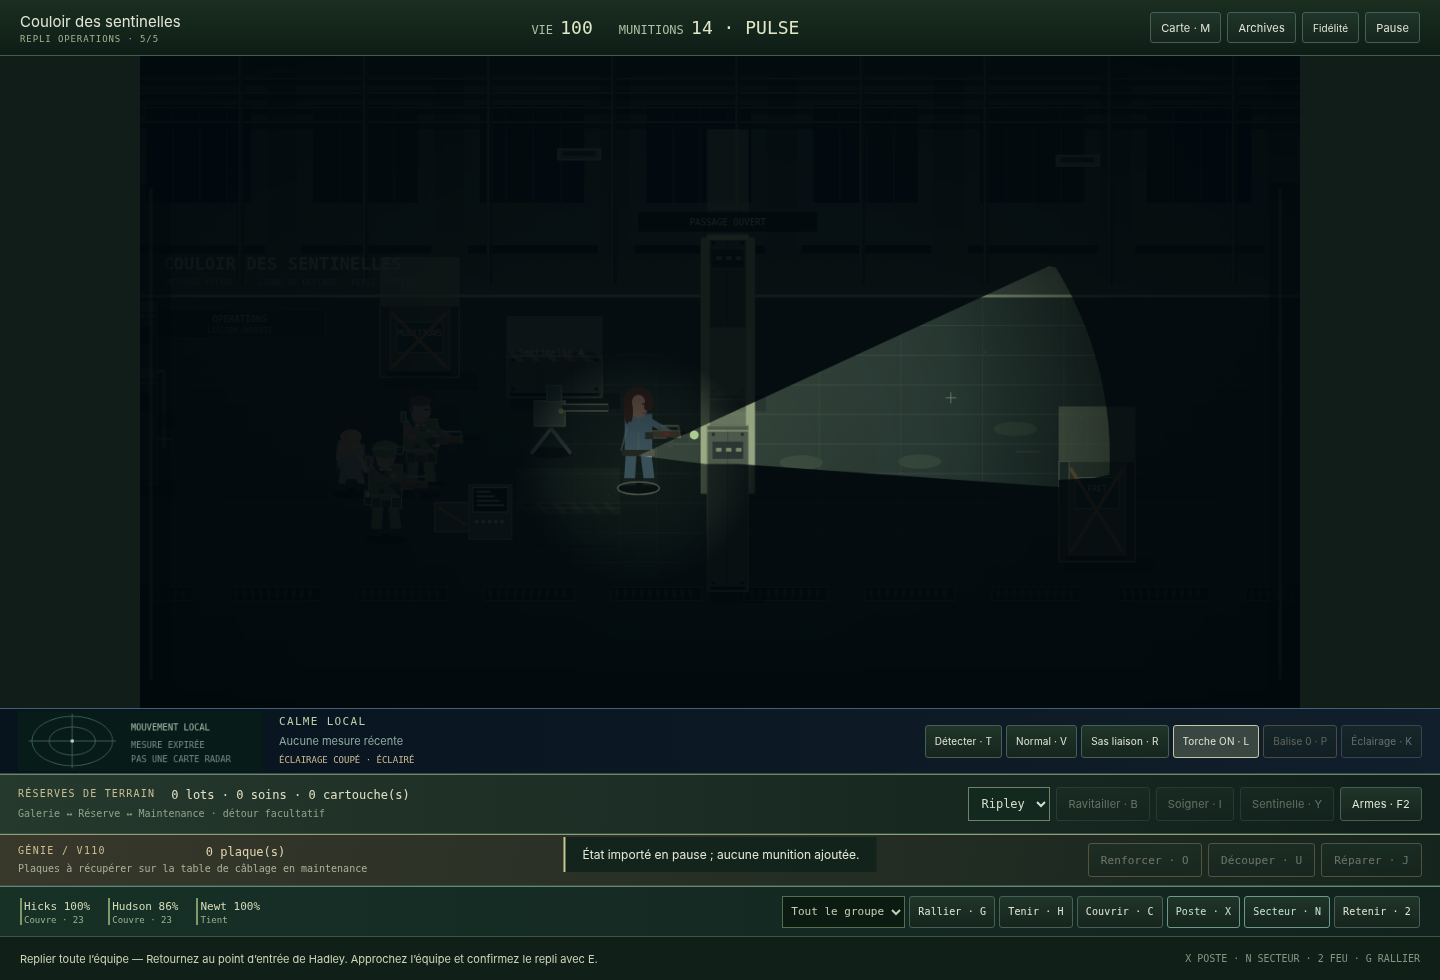 Couloir des sentinelles
REPLI OPERATIONS · 5/5
VIE 100 MUNITIONS 14 · PULSE
Carte · M
Archives
Fidélité
Pause
PASSAGE OUVERT
COULOIR DES SENTINELLES
OPERATIONS
MUNITIONS
SENTINELLE A
MOUVEMENT LOCAL
MESURE EXPIRÉE
PAS UNE CARTE RADAR
CALME LOCAL
Aucune mesure récente
ÉCLAIRAGE COUPÉ · ÉCLAIRÉ
Détecter · T
Normal · V
Sas liaison · R
Torche ON · L
Balise 0 · P
Éclairage · K
RÉSERVES DE TERRAIN 0 lots · 0 soins · 0 cartouche(s)
Galerie ↔ Réserve ↔ Maintenance · détour facultatif
Ripley
Ravitailler · B
Soigner · I
Sentinelle · Y
Armes · F2
GÉNIE / V110 0 plaque(s)
Plaques à récupérer sur la table de câblage en maintenance
État importé en pause ; aucune munition ajoutée.
Renforcer · O
Découper · U
Réparer · J
Hicks 100%
Couvre · 23
Hudson 86%
Couvre · 23
Newt 100%
Tient
Tout le groupe
Rallier · G
Tenir · H
Couvrir · C
Poste · X
Secteur · N
Retenir · 2
Replier toute l'équipe — Retournez au point d'entrée de Hadley. Approchez l'équipe et confirmez le repli avec E.
X POSTE · N SECTEUR · 2 FEU · G RALLIER